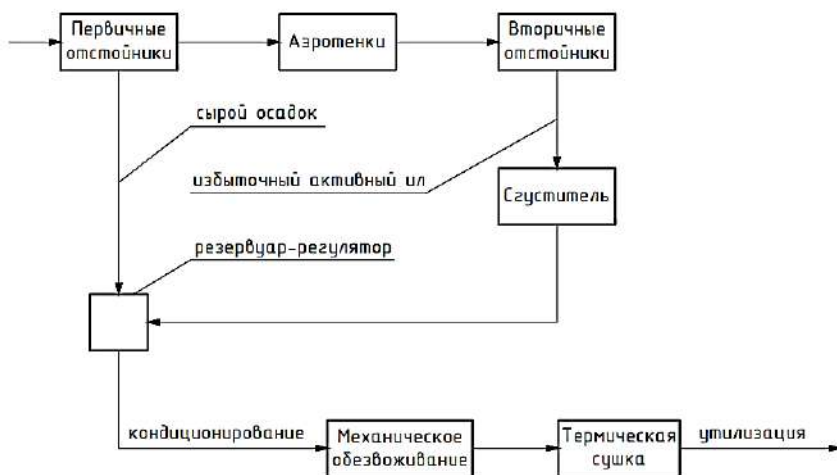 Первичные
отстойники
Аэротенки
Вторичные
отстойники
сырой осадок
избыточный активный ил
Сгуститель
резервуар-регулятор
кондиционирование
Механическое
обезвоживание
Термическая
сушка
утилизация